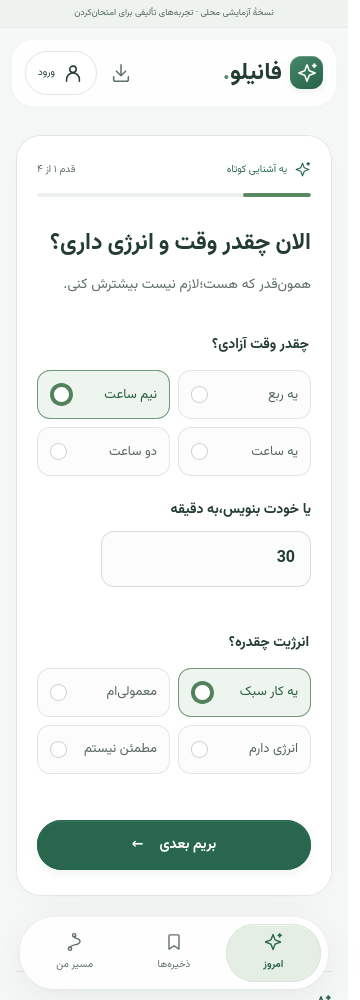 نسخهٔ آزمایشی محلی · تجربه‌های تألیفی برای امتحان‌کردن
فانیلو.
ورود
یه آشنایی کوتاه
قدم ۱ از ۴
الان چقدر وقت و انرژی داری؟
همون‌قدر که هست؛لازم نیست بیشترش کنی.
چقدر وقت آزادی؟
یه ربع
نیم ساعت
یه ساعت
دو ساعت
یا خودت بنویس،به دقیقه
30
انرژیت چقدره؟
یه کار سبک
معمولی‌ام
انرژی دارم
مطمئن نیستم
بریم بعدی ←
امروز
ذخیره‌ها
مسیر من